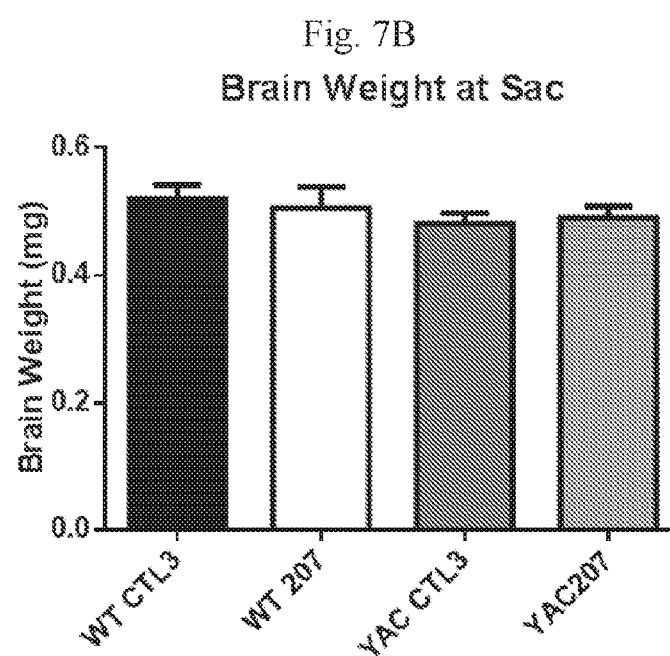 Fig. 7B
Brain Weight at Sac
Brain Weight (mg)
0.6
0.4
0.2
0.0
WT CTL3
WT 207
YAC CTL3
YAC207